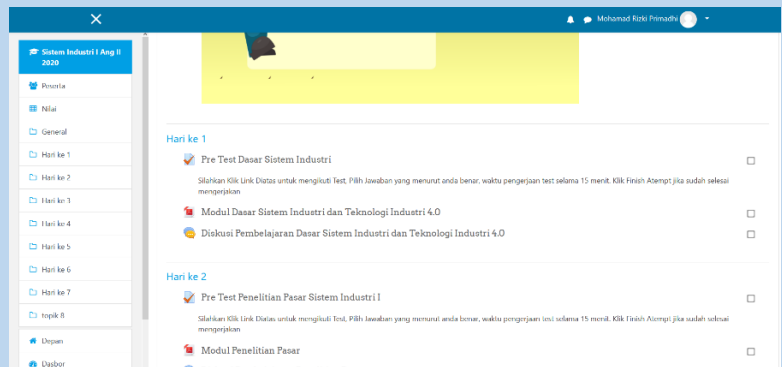 Mohamad Rizki Primadhi
Sistem Industri I Ang II
2020
Peserta
Nilai
General
Hari ke 1
Hari ke 2
Hari ke 3
Hari ke 4
Hari ke 5
Hari ke 6
Hari ke 7
topik 8
Depan
Dasbor
Hari ke 1
Pre Test Dasar Sistem Industri
Silahkan Klik Link Diatas untuk mengikuti Test, Pilih Jawaban yang menurut anda benar, waktu pengerjaan test selama 15 menit. Klik Finish Atempt jika sudah selesai
mengerjakan
Modul Dasar Sistem Industri dan Teknologi Industri 4.0
Diskusi Pembelajaran Dasar Sistem Industri dan Teknologi Industri 4.0
Hari ke 2
Pre Test Penelitian Pasar Sistem Industri I
Silahkan Klik Link Diatas untuk mengikuti Test, Pilih Jawaban yang menurut anda benar, waktu pengerjaan test selama 15 menit. Klik Finish Atempt jika sudah selesai
mengerjakan
Modul Penelitian Pasar